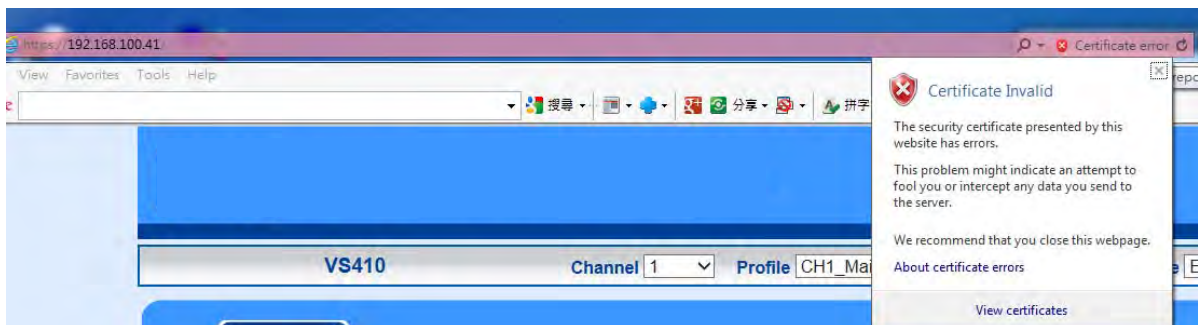 https://192.168.100.41/
Certificate error
View Favorites Tools Help
搜尋
分享
拼字
Certificate Invalid
The security certificate presented by this
website has errors.
This problem might indicate an attempt to
fool you or intercept any data you send to
the server.
We recommend that you close this webpage.
About certificate errors
View certificates
VS410
Channel 1
Profile CH1_Mai